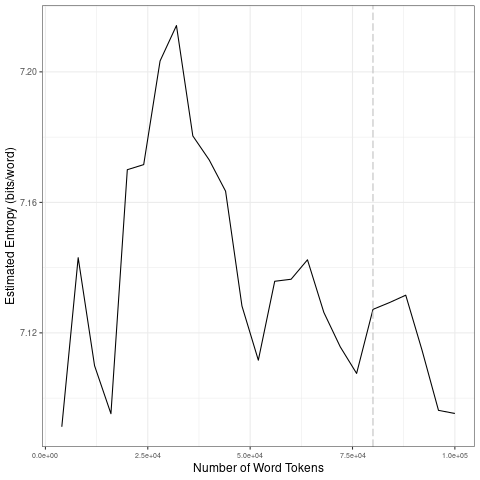 Estimated Entropy (bits/word)
7.20
7.16
7.12
0.0e+00 2.5e+04 5.0e+04 7.5e+04 1.0e+05
Number of Word Tokens